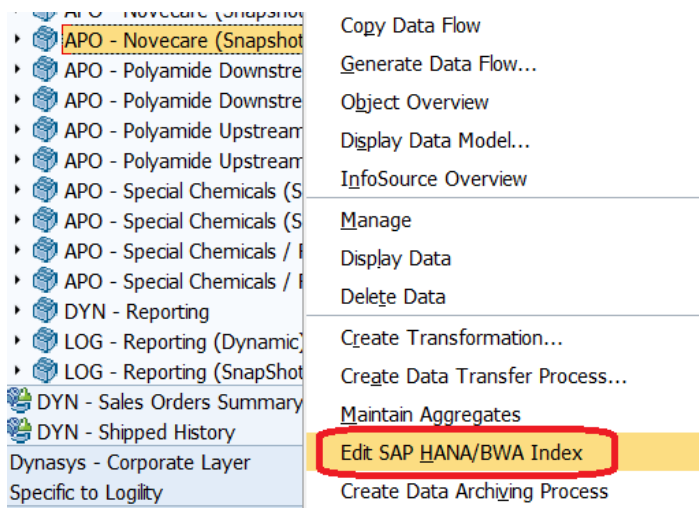 APO - Novecare (Snapshot
APO - Novecare (Snapshot
APO - Polyamide Downstre
APO - Polyamide Downstre
APO - Polyamide Upstream
APO - Polyamide Upstream
APO - Special Chemicals (S
APO - Special Chemicals (S
APO - Special Chemicals / F
APO - Special Chemicals / F
DYN - Reporting
LOG - Reporting (Dynamic)
LOG - Reporting (SnapShot
DYN - Sales Orders Summary
DYN - Shipped History
Dynasys - Corporate Layer
Specific to Logility
Copy Data Flow
Generate Data Flow...
Object Overview
Display Data Model...
InfoSource Overview
Manage
Display Data
Delete Data
Create Transformation...
Create Data Transfer Process...
Maintain Aggregates
Edit SAP HANA/BWA Index
Create Data Archiving Process